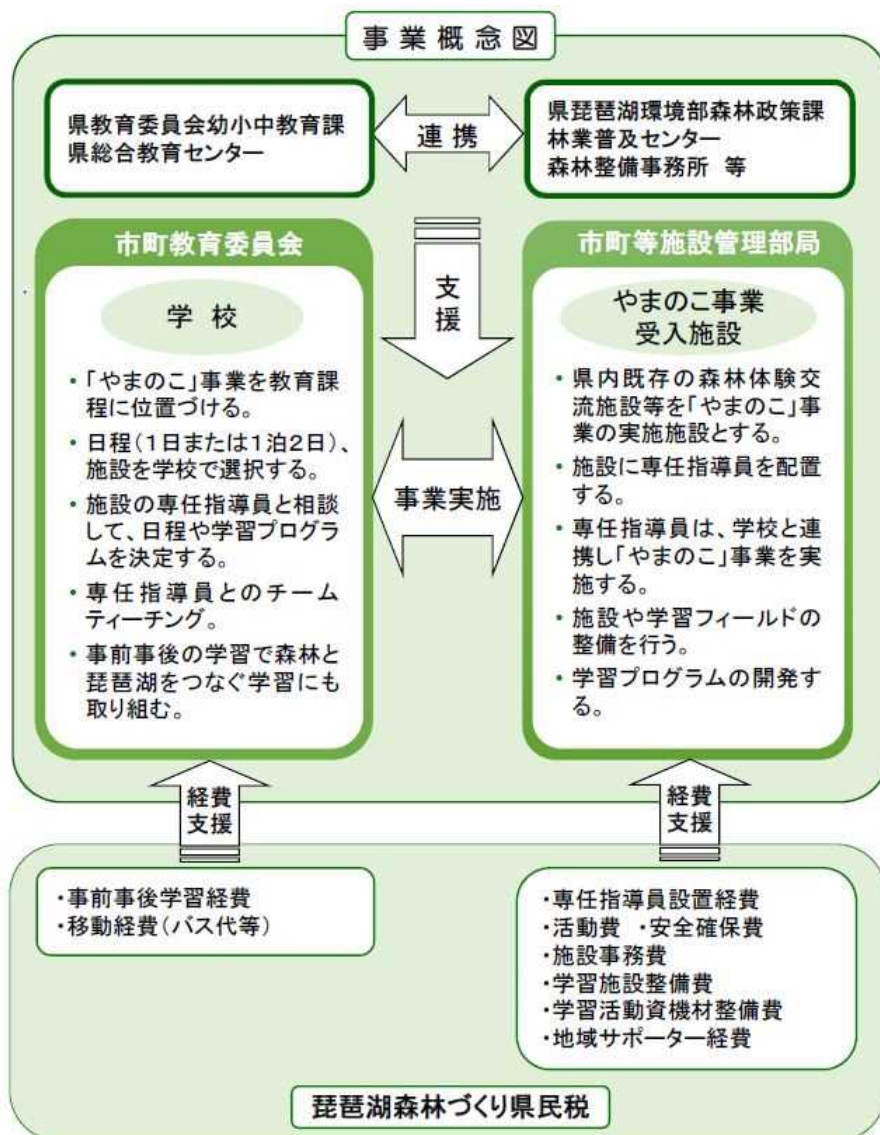 事業概念図
県教育委員会幼小中教育課
県総合教育センター
連携
県琵琶湖環境部森林政策課
林業普及センター
森林整備事務所 等
支援
市町教育委員会
学校
・「やまのこ」事業を教育課
程に位置づける。
・日程（1日または1泊2日）、
施設を学校で選択する。
・施設の専任指導員と相談
して、日程や学習プログラ
ムを決定する。
・専任指導員とのチーム
ティーチング。
・事前事後の学習で森林と
琵琶湖をつなぐ学習にも
取り組む。
事業実施
市町等施設管理部局
やまのこ事業
受入施設
・県内既存の森林体験交
流施設等を「やまのこ」事
業の実施施設とする。
・施設に専任指導員を配置
する。
・専任指導員は、学校と連
携し「やまのこ」事業を実
施する。
・施設や学習フィールドの
整備を行う。
・学習プログラムの開発す
る。
経費
支援
・事前事後学習経費
・移動経費（バス代等）
経費
支援
・専任指導員設置経費
・活動費 ・安全確保費
・施設事務費
・学習施設整備費
・学習活動資機材整備費
・地域サポーター経費
琵琶湖森林づくり県民税